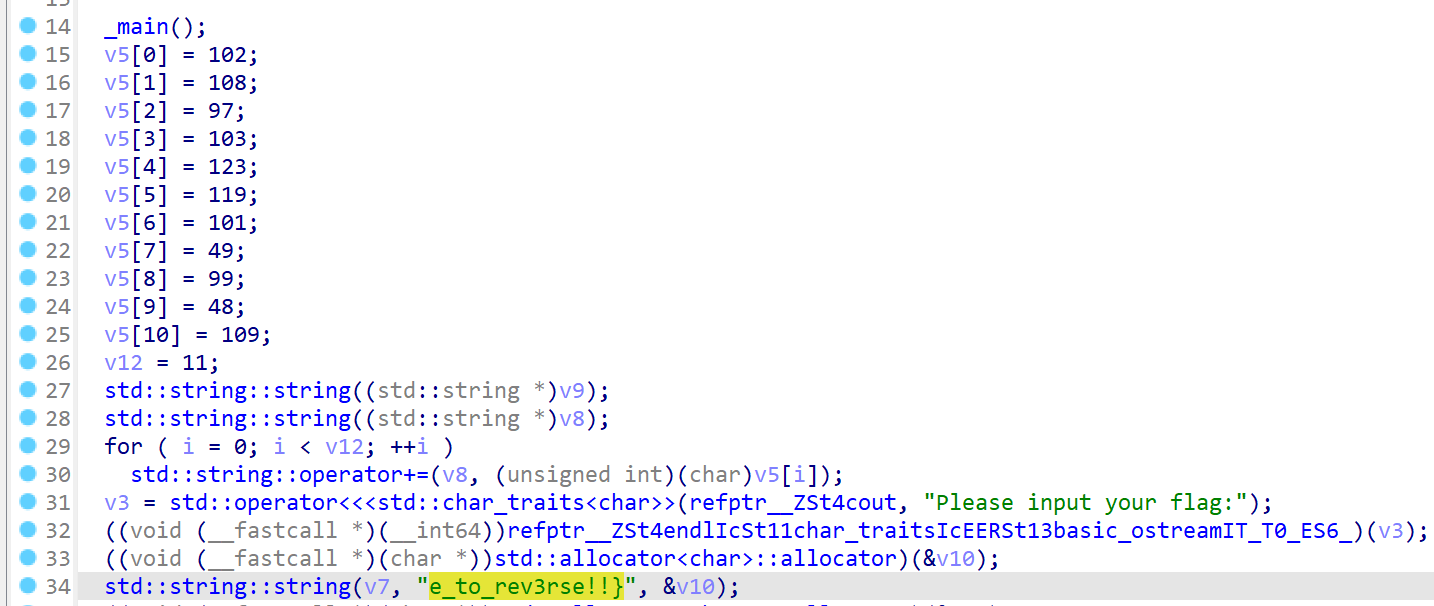 14 _main();
15 v5[0] = 102;
16 v5[1] = 108;
17 v5[2] = 97;
18 v5[3] = 103;
19 v5[4] = 123;
20 v5[5] = 119;
21 v5[6] = 101;
22 v5[7] = 49;
23 v5[8] = 99;
24 v5[9] = 48;
25 v5[10] = 109;
26 v12 = 11;
27 std::string::string((std::string *)v9);
28 std::string::string((std::string *)v8);
29 for ( i = 0; i < v12; ++i )
30 std::string::operator+=(v8, (unsigned int)(char)v5[i]);
31 v3 = std::operator<<<std::char_traits<char>>(refptr__ZSt4cout, "Please input your flag:");
32 ((void (__fastcall *)(__int64))refptr__ZSt4endlIcSt11char_traitsIcEERSt13basic_ostreamIT_T0_ES6_)(v3);
33 ((void (__fastcall *)(char *))std::allocator<char>::allocator)(&v10);
34 std::string::string(v7, "e_to_rev3rse!!}", &v10);